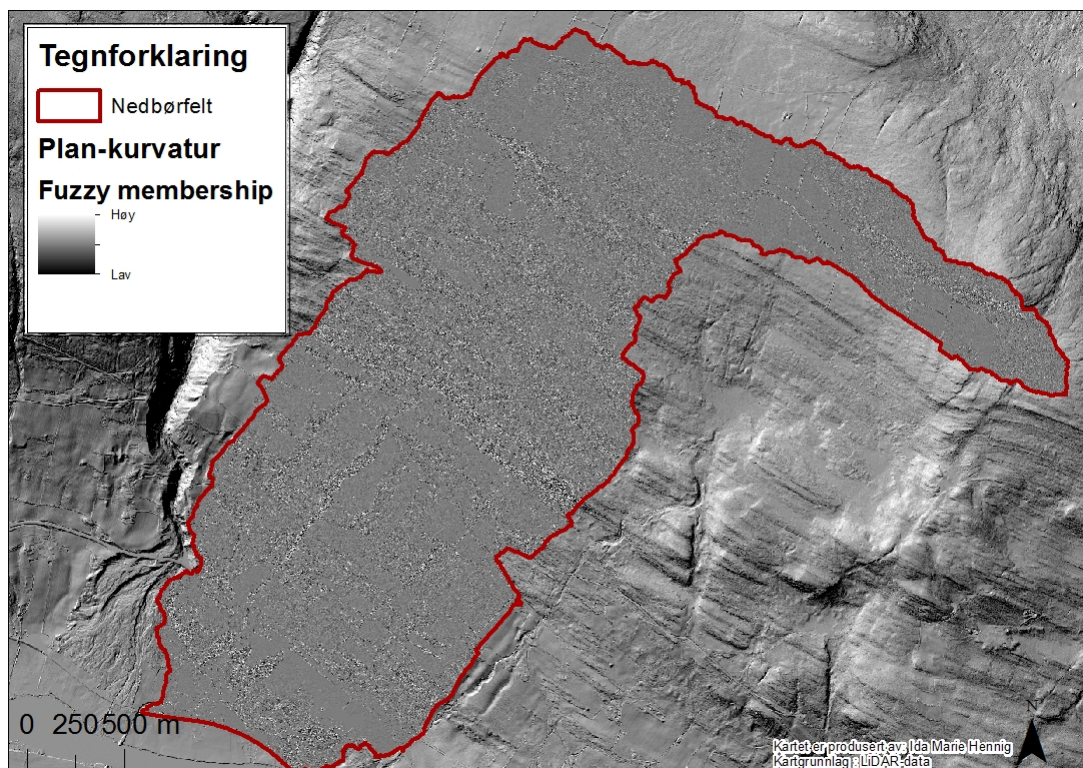 Tegnforklaring
Nedbørfelt
Plan-kurvatur
Fuzzy membership
Høy
Lav
0 250500 m
N
Kartet er produsert av: Ida Marie Hennig
Kartgrunnlag : LiDAR-data